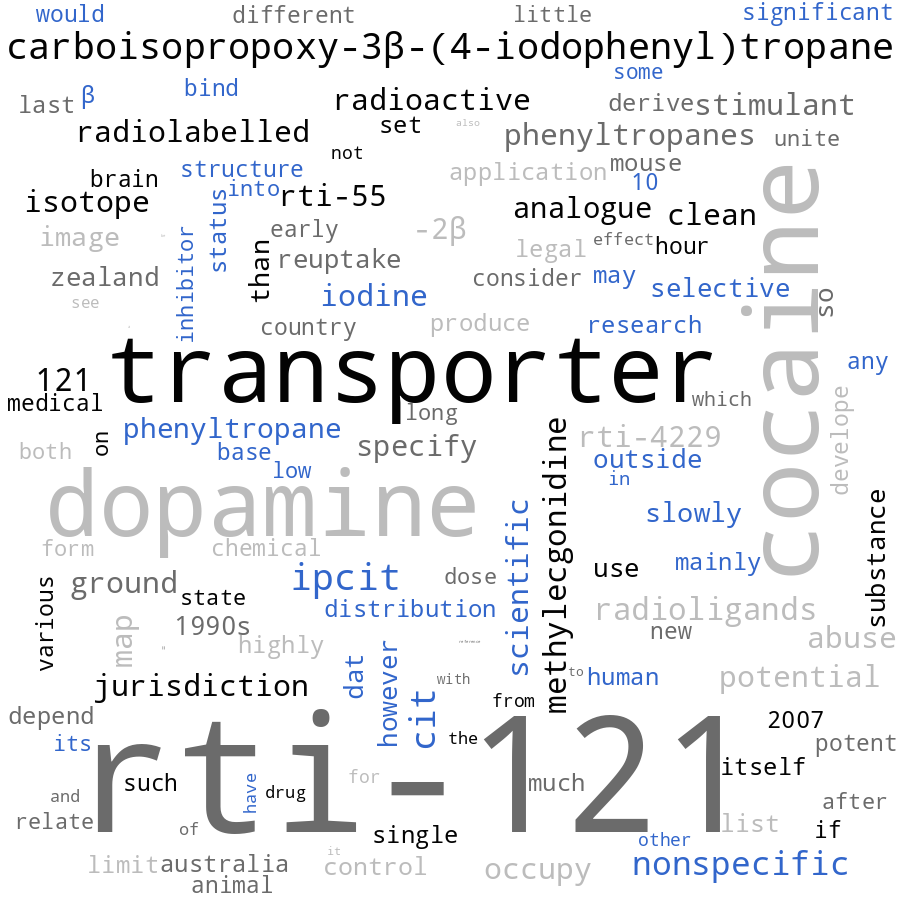 would different little significant
carboisopropoxy-3β-(4-iodophenyl)tropane
some
last β bind radioactive derive stimulant
radiolabelled set also phenyltropanes unite
not
structure application mouse
brain into 10
isotope status rti-55 analogue clean
image early -2β legal effect hour
inhibitor than reuptake
zealand consider may selective so
see iodine
country produce research
transporter cocaine
121 any
medical which
long
phenyltropane rti-4229 develope
both on base specify outside
low in
dopamine methylecgonidine slowly substance
form chemical
ground ipcit dose scientific use mainly
various state distribution radioligands
map 1990s new
highly reference abuse
jurisdiction dat however with to human potential
cit from
depend 2007
its the potent
rti-121
such for much itself
and have drug after
relate of single list if
other
limit australia it control occupy nonspecific
animal